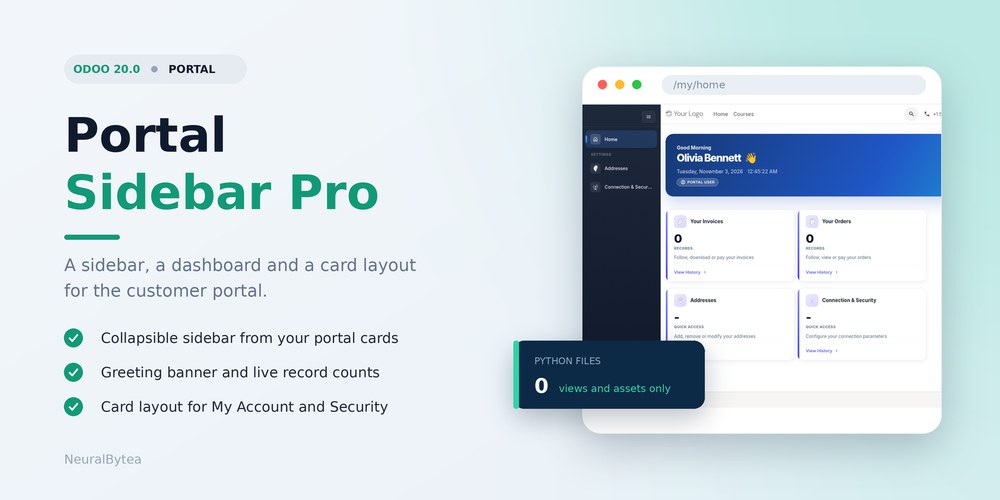 ODOO 20.0 • PORTAL
Portal
Sidebar Pro
A sidebar, a dashboard and a card layout
for the customer portal.
Collapsible sidebar from your portal cards
Greeting banner and live record counts
Card layout for My Account and Security
NeuralBytea
/my/home
Your Logo
Home
Courses
Home
SETTINGS
Addresses
Connection & Secur...
Good Morning
Olivia Bennett 👋
Tuesday, November 3, 2026 12:45:22 AM
PORTAL USER
Your Invoices
0
RECORDS
Follow, download or pay your invoices
View History ›
Your Orders
0
RECORDS
Follow, view or pay your orders
View History ›
Addresses
-
QUICK ACCESS
Add, remove or modify your addresses
Connection & Security
-
QUICK ACCESS
Configure your connection parameters
View History ›
PYTHON FILES
0 views and assets only